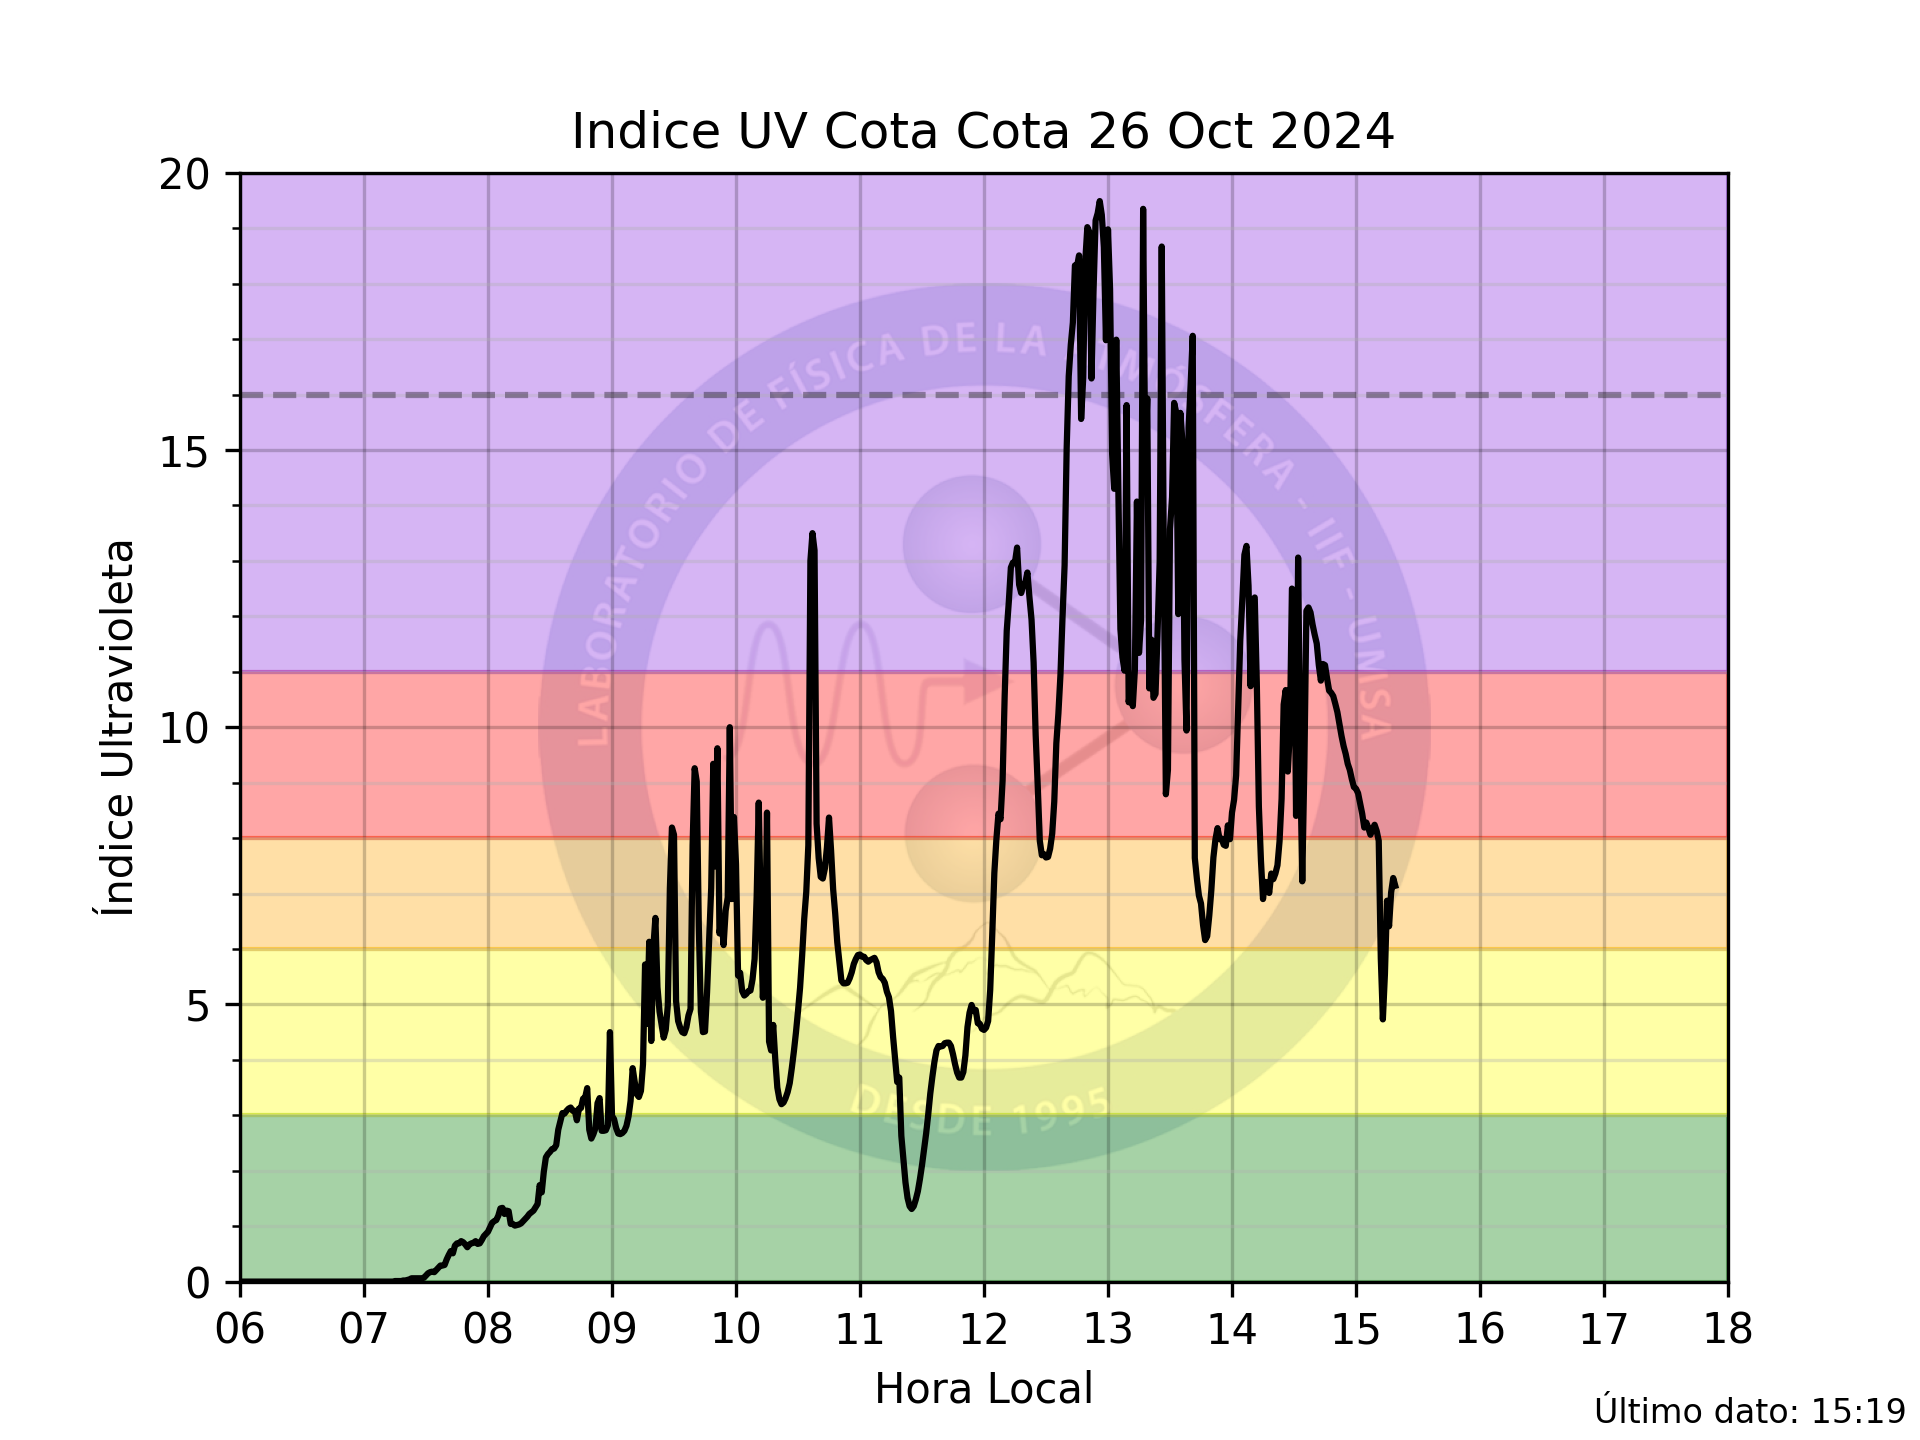 Indice UV Cota Cota 26 Oct 2024
20
15
10
5
0
Índice Ultravioleta
06 07 08 09 10 11 12 13 14 15 16 17 18
Hora Local
Último dato: 15:19
LABORATORIO DE FÍSICA DE LA ATMÓSFERA - IIF - UMSA
DESDE 1995